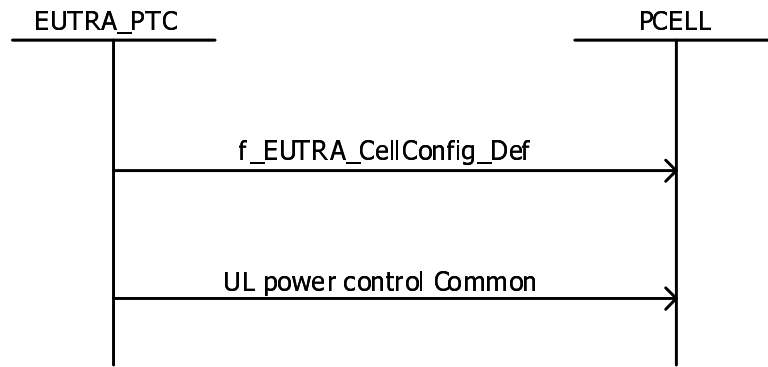 EUTRA_PTC
PCELL
f_EUTRA_CellConfig_Def
UL power control Common